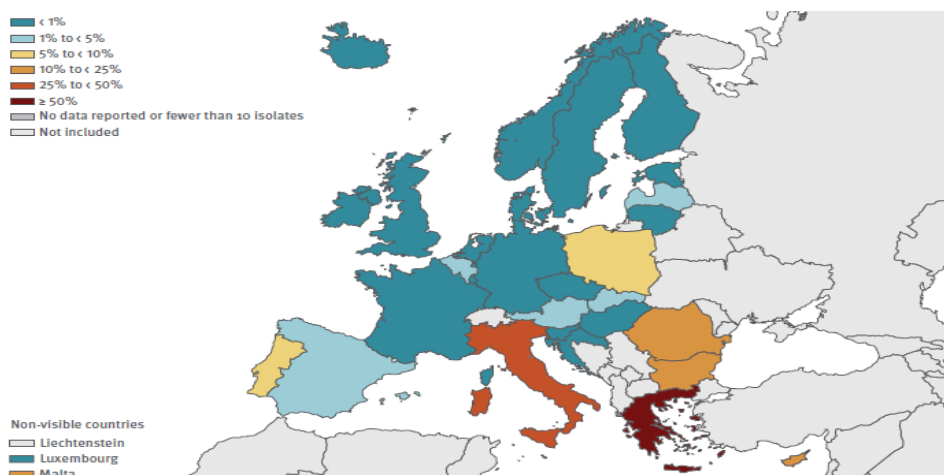 < 1%
1% to < 5%
5% to < 10%
10% to < 25%
25% to < 50%
≥ 50%
No data reported or fewer than 10 isolates
Not included
Non-visible countries
Liechtenstein
Luxembourg
Malta